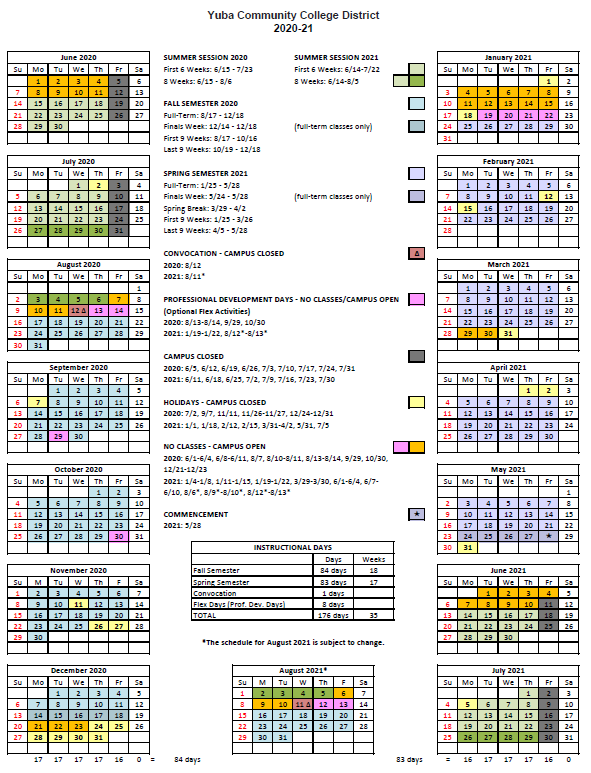 Yuba Community College District
2020-21
June 2020
Su Mo Tu We Th Fr Sa
1 2 3 4 5 6
7 8 9 10 11 12 13
14 15 16 17 18 19 20
21 22 23 24 25 26 27
28 29 30
July 2020
Su Mo Tu We Th Fr Sa
1 2 3 4
5 6 7 8 9 10 11
12 13 14 15 16 17 18
19 20 21 22 23 24 25
26 27 28 29 30 31
August 2020
Su Mo Tu We Th Fr Sa
1
2 3 4 5 6 7 8
9 10 11 12 Δ 13 14 15
16 17 18 19 20 21 22
23 24 25 26 27 28 29
30 31
September 2020
Su Mo Tu We Th Fr Sa
1 2 3 4 5
6 7 8 9 10 11 12
13 14 15 16 17 18 19
20 21 22 23 24 25 26
27 28 29 30
October 2020
Su Mo Tu We Th Fr Sa
1 2 3
4 5 6 7 8 9 10
11 12 13 14 15 16 17
18 19 20 21 22 23 24
25 26 27 28 29 30 31
November 2020
Su M Tu W Th F Sa
1 2 3 4 5 6 7
8 9 10 11 12 13 14
15 16 17 18 19 20 21
22 23 24 25 26 27 28
29 30
December 2020
Su M Tu W Th F Sa
1 2 3 4 5
6 7 8 9 10 11 12
13 14 15 16 17 18 19
20 21 22 23 24 25 26
27 28 29 30 31
17 17 17 17 16 0 = 84 days
SUMMER SESSION 2020 SUMMER SESSION 2021
First 6 Weeks: 6/15 - 7/23 First 6 Weeks: 6/14-7/22
8 Weeks: 6/15 - 8/6 8 Weeks: 6/14-8/5
FALL SEMESTER 2020
Full-Term: 8/17 - 12/18
Finals Week: 12/14 - 12/18 (full-term classes only)
First 9 Weeks: 8/17 - 10/16
Last 9 Weeks: 10/19 - 12/18
SPRING SEMESTER 2021
Full-Term: 1/25 - 5/28
Finals Week: 5/24 - 5/28 (full-term classes only)
Spring Break: 3/29 - 4/2
First 9 Weeks: 1/25 - 3/26
Last 9 Weeks: 4/5 - 5/28
CONVOCATION - CAMPUS CLOSED Δ
2020: 8/12
2021: 8/11*
PROFESSIONAL DEVELOPMENT DAYS - NO CLASSES/CAMPUS OPEN
(Optional Flex Activities)
2020: 8/13-8/14, 9/29, 10/30
2021: 1/19-1/22, 8/12*-8/13*
CAMPUS CLOSED
2020: 6/5, 6/12, 6/19, 6/26, 7/3, 7/10, 7/17, 7/24, 7/31
2021: 6/11, 6/18, 6/25, 7/2, 7/9, 7/16, 7/23, 7/30
HOLIDAYS - CAMPUS CLOSED
2020: 7/2, 9/7, 11/11, 11/26-11/27, 12/24-12/31
2021: 1/1, 1/18, 2/12, 2/15, 3/31-4/2, 5/31, 7/5
NO CLASSES - CAMPUS OPEN
2020: 6/1-6/4, 6/8-6/11, 8/7, 8/10-8/11, 8/13-8/14, 9/29, 10/30,
12/21-12/23
2021: 1/4-1/8, 1/11-1/15, 1/19-1/22, 3/29-3/30, 6/1-6/4, 6/7-
6/10, 8/6*, 8/9*-8/10*, 8/12*-8/13*
COMMENCEMENT ★
2021: 5/28
INSTRUCTIONAL DAYS
Days Weeks
Fall Semester 84 days 18
Spring Semester 83 days 17
Convocation 1 days
Flex Days (Prof. Dev. Days) 8 days
TOTAL 176 days 35
*The schedule for August 2021 is subject to change.
August 2021*
Su M Tu W Th F Sa
1 2 3 4 5 6 7
8 9 10 11 Δ 12 13 14
15 16 17 18 19 20 21
22 23 24 25 26 27 28
29 30 31
January 2021
Su Mo Tu We Th Fr Sa
1 2
3 4 5 6 7 8 9
10 11 12 13 14 15 16
17 18 19 20 21 22 23
24 25 26 27 28 29 30
31
February 2021
Su Mo Tu We Th Fr Sa
1 2 3 4 5 6
7 8 9 10 11 12 13
14 15 16 17 18 19 20
21 22 23 24 25 26 27
28
March 2021
Su Mo Tu We Th Fr Sa
1 2 3 4 5 6
7 8 9 10 11 12 13
14 15 16 17 18 19 20
21 22 23 24 25 26 27
28 29 30 31
April 2021
Su Mo Tu We Th Fr Sa
1 2 3
4 5 6 7 8 9 10
11 12 13 14 15 16 17
18 19 20 21 22 23 24
25 26 27 28 29 30
May 2021
Su Mo Tu We Th Fr Sa
1
2 3 4 5 6 7 8
9 10 11 12 13 14 15
16 17 18 19 20 21 22
23 24 25 26 27 ★ 29
30 31
June 2021
Su Mo Tu We Th Fr Sa
1 2 3 4 5
6 7 8 9 10 11 12
13 14 15 16 17 18 19
20 21 22 23 24 25 26
27 28 29 30
July 2021
Su Mo Tu We Th Fr Sa
1 2 3
4 5 6 7 8 9 10
11 12 13 14 15 16 17
18 19 20 21 22 23 24
25 26 27 28 29 30 31
83 days = 16 17 17 17 16 0